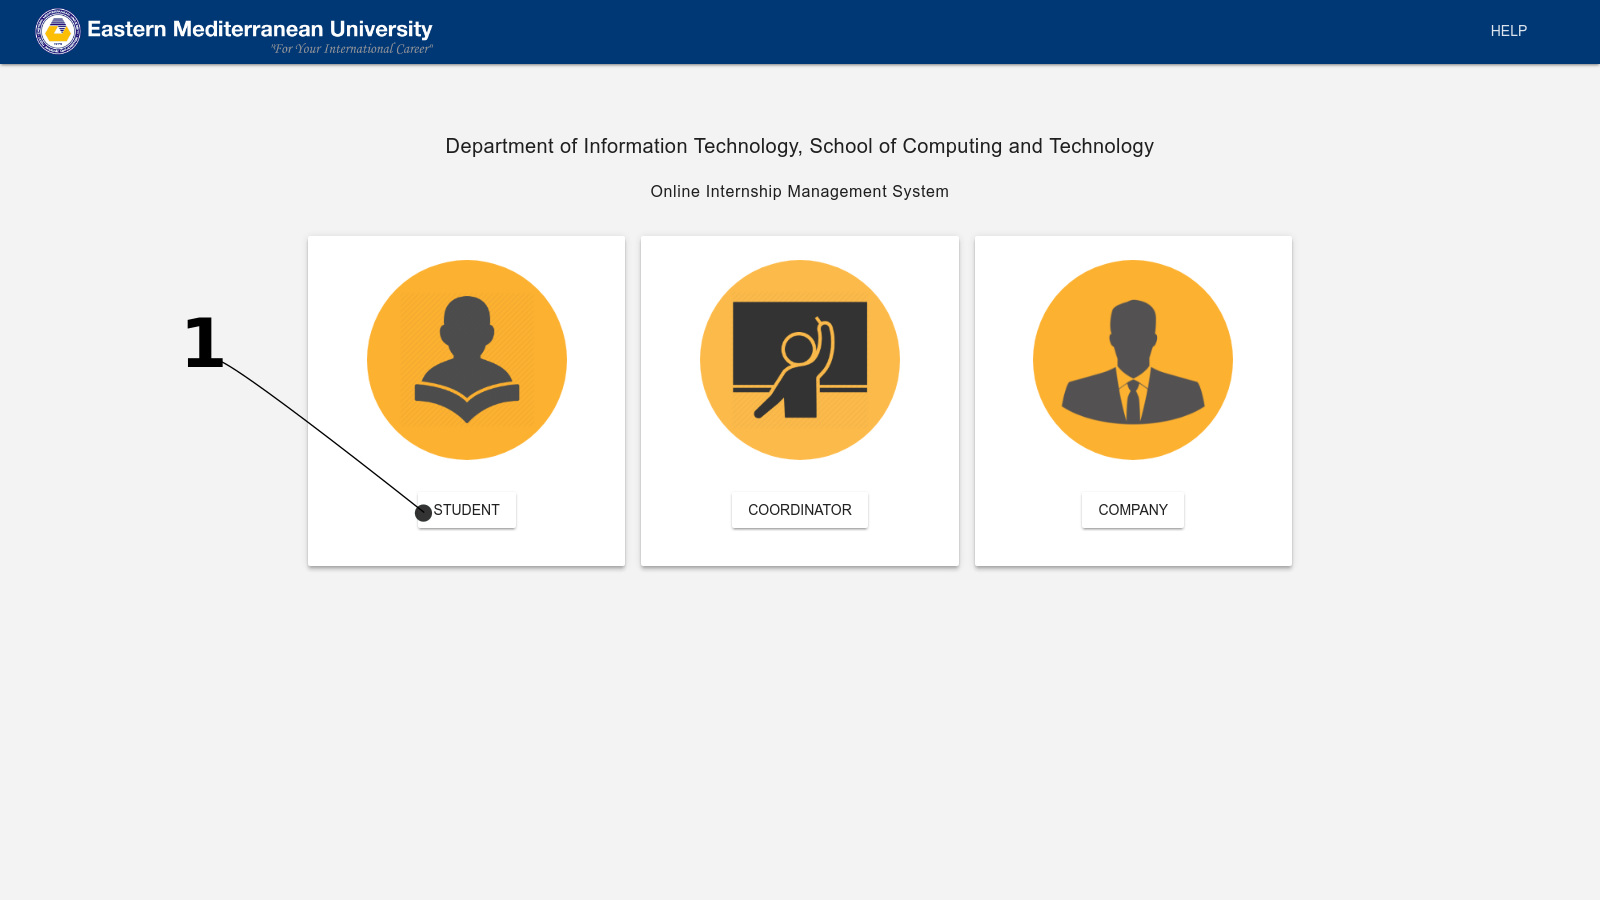 Eastern Mediterranean University
"For Your International Career"
HELP
Department of Information Technology, School of Computing and Technology
Online Internship Management System
1
STUDENT
COORDINATOR
COMPANY